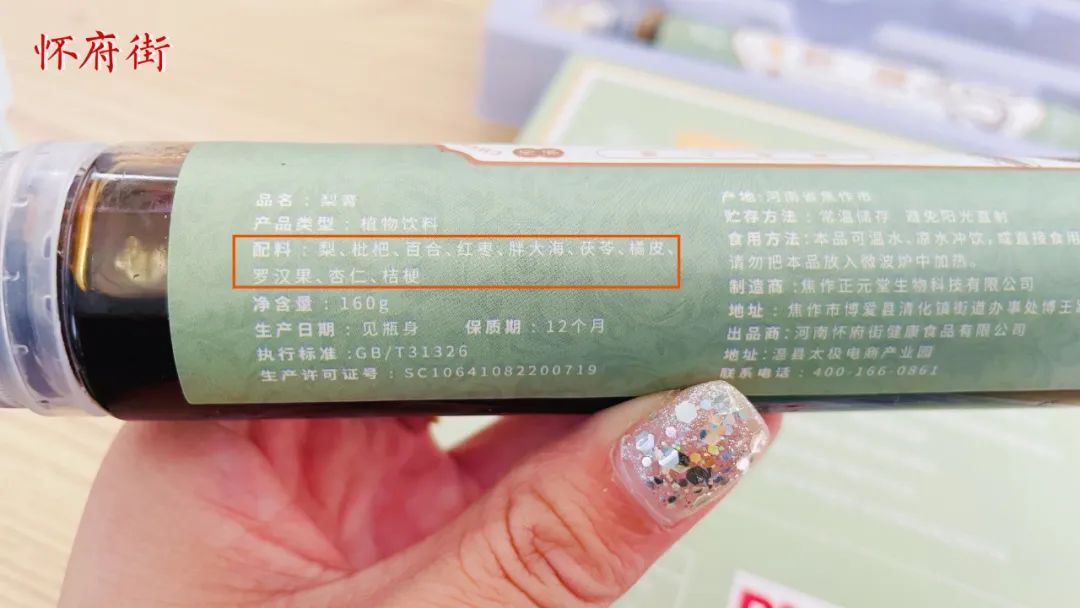 怀府街
品名：梨膏
产品类型：植物饮料
配料：梨、枇杷、百合、红枣、胖大海、茯苓、橘皮、
罗汉果、杏仁、桔梗
净含量：160g
生产日期：见瓶身 保质期：12个月
执行标准:GB/T31326
生产许可证号：SC10641082200719
产地:河南省焦作市
贮存方法：常温储存 避免阳光直射
食用方法:本品可温水、凉水冲饮,或直接食用
请勿把本品放入微波炉中加热。
制造商:焦作正元堂生物科技有限公司
地址：焦作市博爱县清化镇街道办事处博王
出品商:河南怀府街健康食品有限公司
地址:温县太极电商产业园
联系电话：400-166-0861